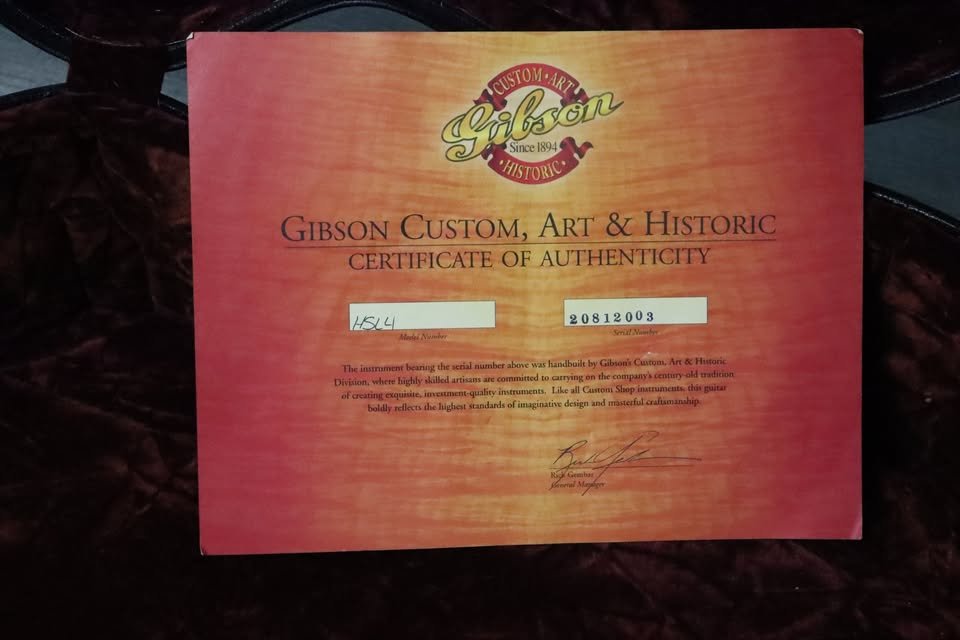 CUSTOM · ART
Gibson
Since 1894
· HISTORIC ·
GIBSON CUSTOM, ART & HISTORIC
CERTIFICATE OF AUTHENTICITY
HSL4 20812003
Model Number Serial Number
The instrument bearing the serial number above was handbuilt by Gibson's Custom, Art & Historic
Division, where highly skilled artisans are committed to carrying on the company's century-old tradition
of creating exquisite, investment-quality instruments. Like all Custom Shop instruments, this guitar
boldly reflects the highest standards of imaginative design and masterful craftsmanship.
Rick Gembar
General Manager